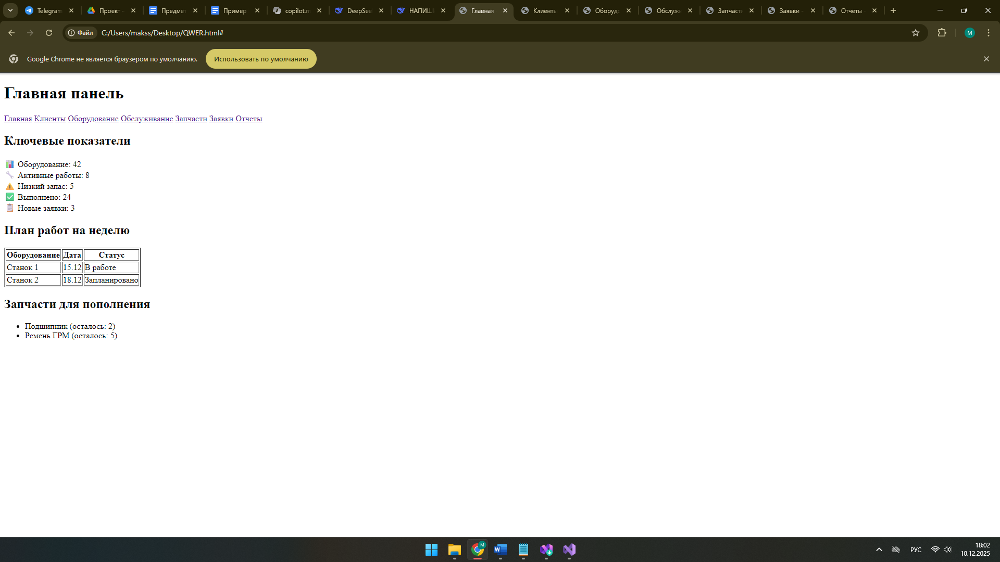 Telegram
Проект -
Предмет
Пример
copilot.m
DeepSee
НАПИШ
Главная
Клиенты
Оборудо
Обслужи
Запчасти
Заявки -
Отчеты -
Файл
C:/Users/makss/Desktop/QWER.html#
M
Google Chrome не является браузером по умолчанию.
Использовать по умолчанию
Главная панель
Главная Клиенты Оборудование Обслуживание Запчасти Заявки Отчеты
Ключевые показатели
Оборудование: 42
Активные работы: 8
Низкий запас: 5
Выполнено: 24
Новые заявки: 3
План работ на неделю
Оборудование Дата Статус
Станок 1 15.12 В работе
Станок 2 18.12 Запланировано
Запчасти для пополнения
• Подшипник (осталось: 2)
• Ремень ГРМ (осталось: 5)
M
W
РУС
18:02
10.12.2025